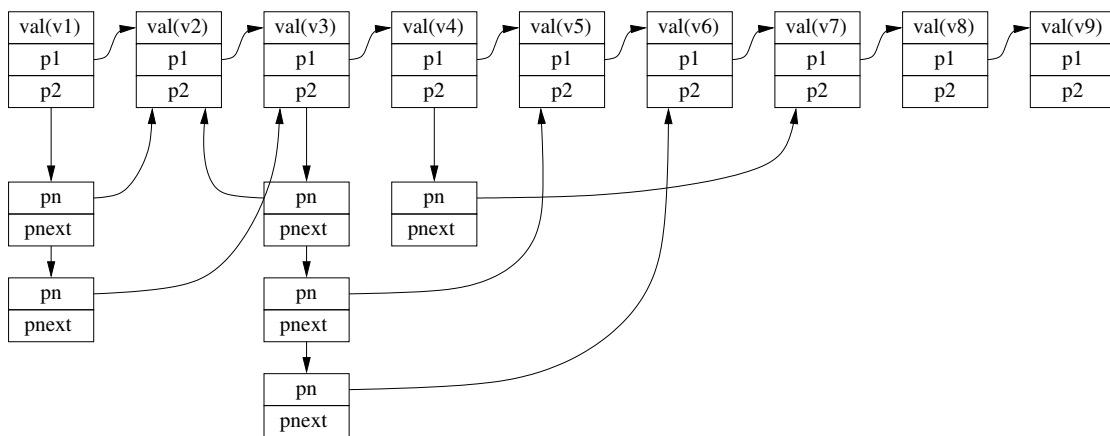 val(v1) val(v2) val(v3) val(v4) val(v5) val(v6) val(v7) val(v8) val(v9)
p1 p1 p1 p1 p1 p1 p1 p1 p1
p2 p2 p2 p2 p2 p2 p2 p2 p2
pn pn pn
pnext pnext pnext
pn pn
pnext pnext
pn
pnext